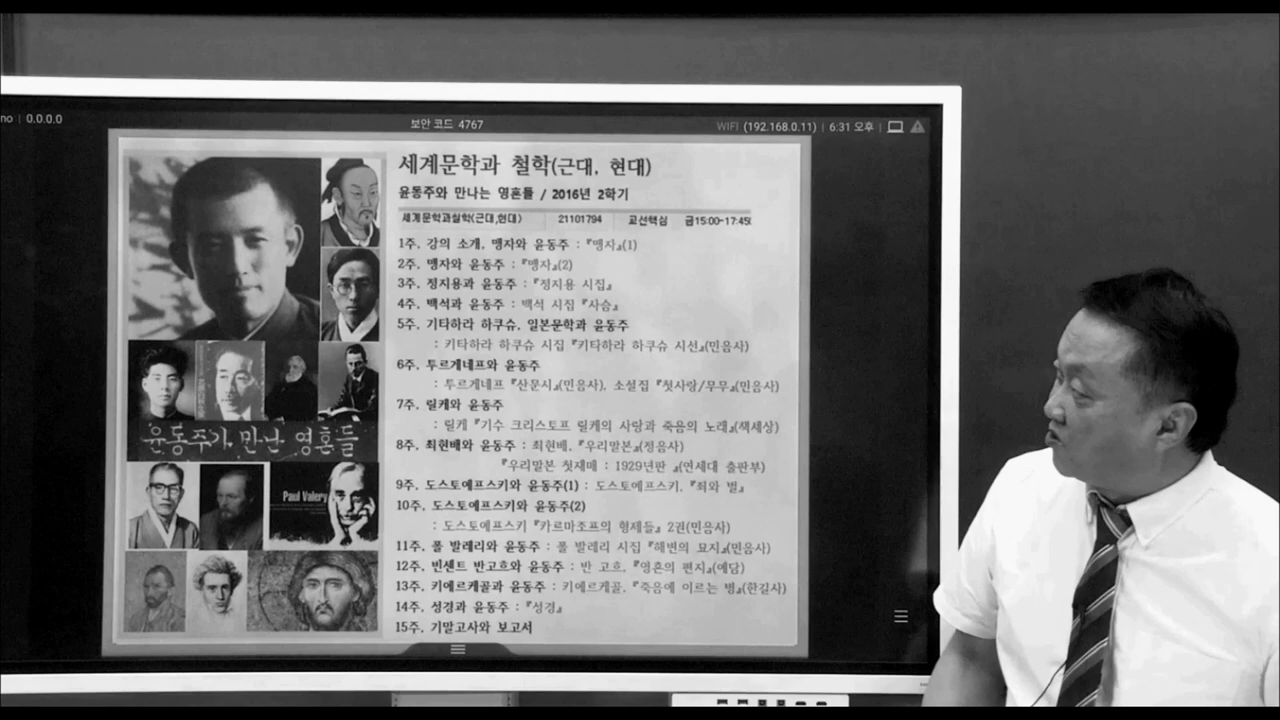 no | 0.0.0.0
보안 코드 4767
WIFI (192.168.0.11) | 6:31 오후
세계문학과 철학(근대, 현대)
윤동주와 만나는 영혼들 / 2016년 2학기
세계문학과철학(근대,현대) 21101794 교선핵심 금15:00-17:45
1주, 강의 소개, 맹자와 윤동주 : 『맹자』(1)
2주. 맹자와 윤동주 : 『맹자』(2)
3주. 정지용과 윤동주 : 『정지용 시집』
4주. 백석과 윤동주 : 백석 시집 『사슴』
5주. 기타하라 하쿠슈, 일본문학과 윤동주
: 키타하라 하쿠슈 시집 『키타하라 하쿠슈 시선』(민음사)
6주. 투르게네프와 윤동주
: 투르게네프 『산문시』(민음사), 소설집 『첫사랑/무무』(민음사)
7주. 릴케와 윤동주
: 릴케 『기수 크리스토프 릴케의 사랑과 죽음의 노래』(책세상)
8주. 최현배와 윤동주 : 최현배, 『우리말본』(정음사)
『우리말본 첫재매 : 1929년판 』(연세대 출판부)
9주. 도스토예프스키와 윤동주(1) : 도스토예프스키, 『죄와 벌』
10주. 도스토예프스키와 윤동주(2)
: 도스토예프스키 『카르마조프의 형제들』 2권(민음사)
11주. 폴 발레리와 윤동주 : 폴 발레리 시집 『해변의 묘지』(민음사)
12주. 빈센트 반고흐와 윤동주 : 반 고흐, 『영혼의 편지』(예담)
13주. 키에르케골과 윤동주 : 키에르케골, 『죽음에 이르는 병』(한길사)
14주. 성경과 윤동주 : 『성경』
15주. 기말고사와 보고서
윤동주가 만난 영혼들
Paul Valery